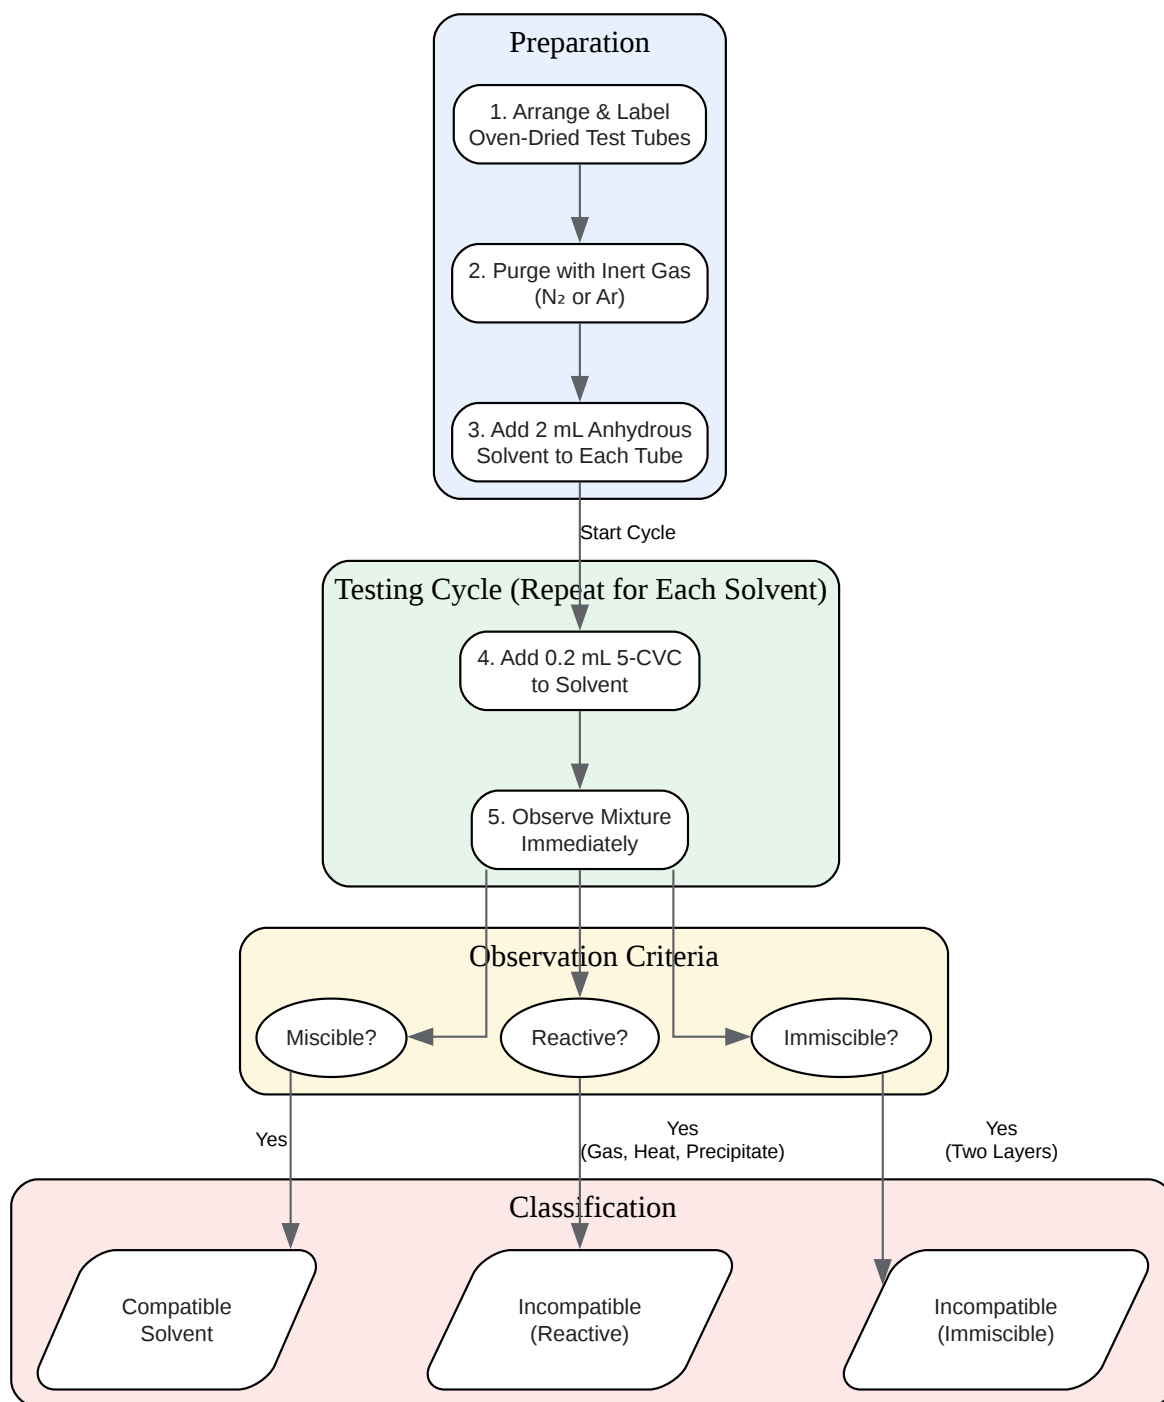 Preparation
1. Arrange & Label
Oven-Dried Test Tubes
2. Purge with Inert Gas
(N₂ or Ar)
3. Add 2 mL Anhydrous
Solvent to Each Tube
Start Cycle
Testing Cycle (Repeat for Each Solvent)
4. Add 0.2 mL 5-CVC
to Solvent
5. Observe Mixture
Immediately
Observation Criteria
Miscible?
Reactive?
Immiscible?
Yes
Yes
(Gas, Heat, Precipitate)
Yes
(Two Layers)
Classification
Compatible
Solvent
Incompatible
(Reactive)
Incompatible
(Immiscible)